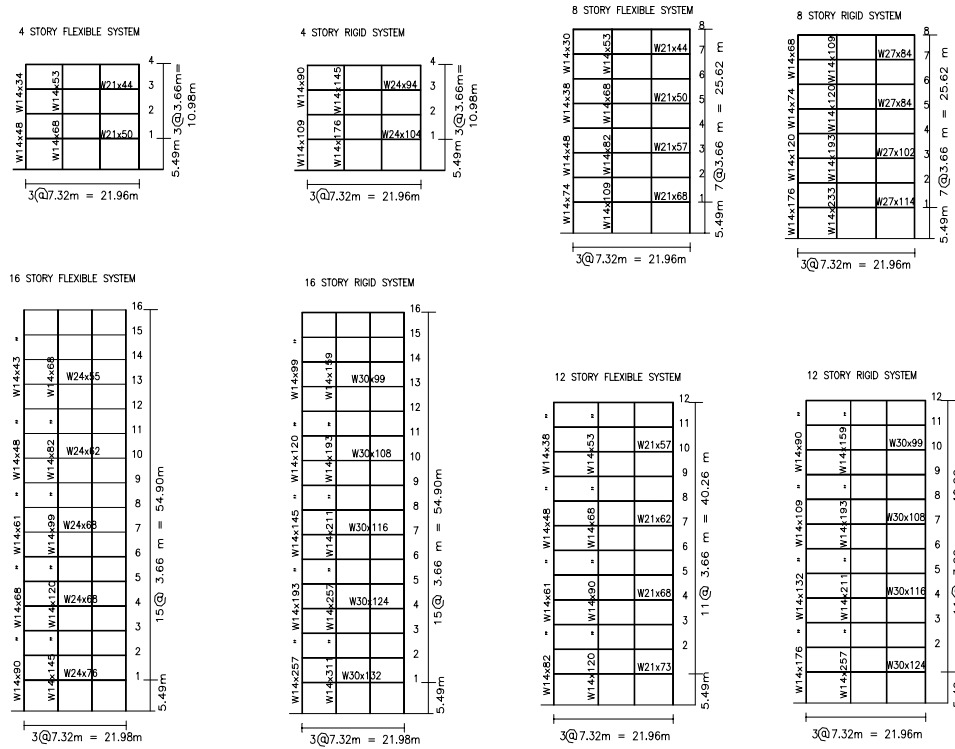 4 STORY FLEXIBLE SYSTEM
W14x34
W14x48
W14x53
W14x68
W21x44
W21x50
4
3
2
1
3@3.66m=
10.98m
5.49m
3@7.32m = 21.96m
4 STORY RIGID SYSTEM
W14x90
W14x109
W14x145
W14x176
W24x94
W24x104
4
3
2
1
3@3.66m=
10.98m
5.49m
3@7.32m = 21.96m
8 STORY FLEXIBLE SYSTEM
W14x30
W14x38
W14x48
W14x74
W14x53
W14x68
W14x82
W14x109
W21x44
W21x50
W21x57
W21x68
8
7
6
5
4
3
2
1
7@3.66 m = 25.62 m
5.49m
3@7.32m = 21.96m
8 STORY RIGID SYSTEM
W14x68
W14x74
W14x120
W14x176
W14x109
W14x120
W14x193
W14x233
W27x84
W27x84
W27x102
W27x114
8
7
6
5
4
3
2
1
7@3.66 m = 25.62 m
5.49m
3@7.32m = 21.96m
16 STORY FLEXIBLE SYSTEM
"
W14x43
W14x48
"
W14x61
"
W14x68
"
W14x90
W14x68
"
W14x82
"
W14x99
"
W14x120
"
W14x145
W24x55
W24x62
W24x68
W24x68
W24x76
16
15
14
13
12
11
10
9
8
7
6
5
4
3
2
1
15@ 3.66 m = 54.90m
5.49m
3@7.32m = 21.98m
16 STORY RIGID SYSTEM
"
W14x99
W14x120
"
W14x145
"
W14x193
"
W14x257
W14x159
"
W14x193
"
W14x211
"
W14x257
"
W14x311
W30x99
W30x108
W30x116
W30x124
W30x132
16
15
14
13
12
11
10
9
8
7
6
5
4
3
2
1
15@ 3.66 m = 54.90m
5.49m
3@7.32m = 21.98m
12 STORY FLEXIBLE SYSTEM
"
W14x38
"
W14x48
"
W14x61
"
W14x82
"
W14x53
"
W14x68
"
W14x90
"
W14x120
W21x57
W21x62
W21x68
W21x73
12
11
10
9
8
7
6
5
4
3
2
1
11@ 3.66 m = 40.26 m
5.49m
3@7.32m = 21.96m
12 STORY RIGID SYSTEM
"
W14x90
"
W14x109
"
W14x132
"
W14x176
"
W14x159
"
W14x193
"
W14x211
"
W14x257
W30x99
W30x108
W30x116
W30x124
12
11
10
9
8
7
6
5
4
3
2
1
3@7.32m = 21.96m